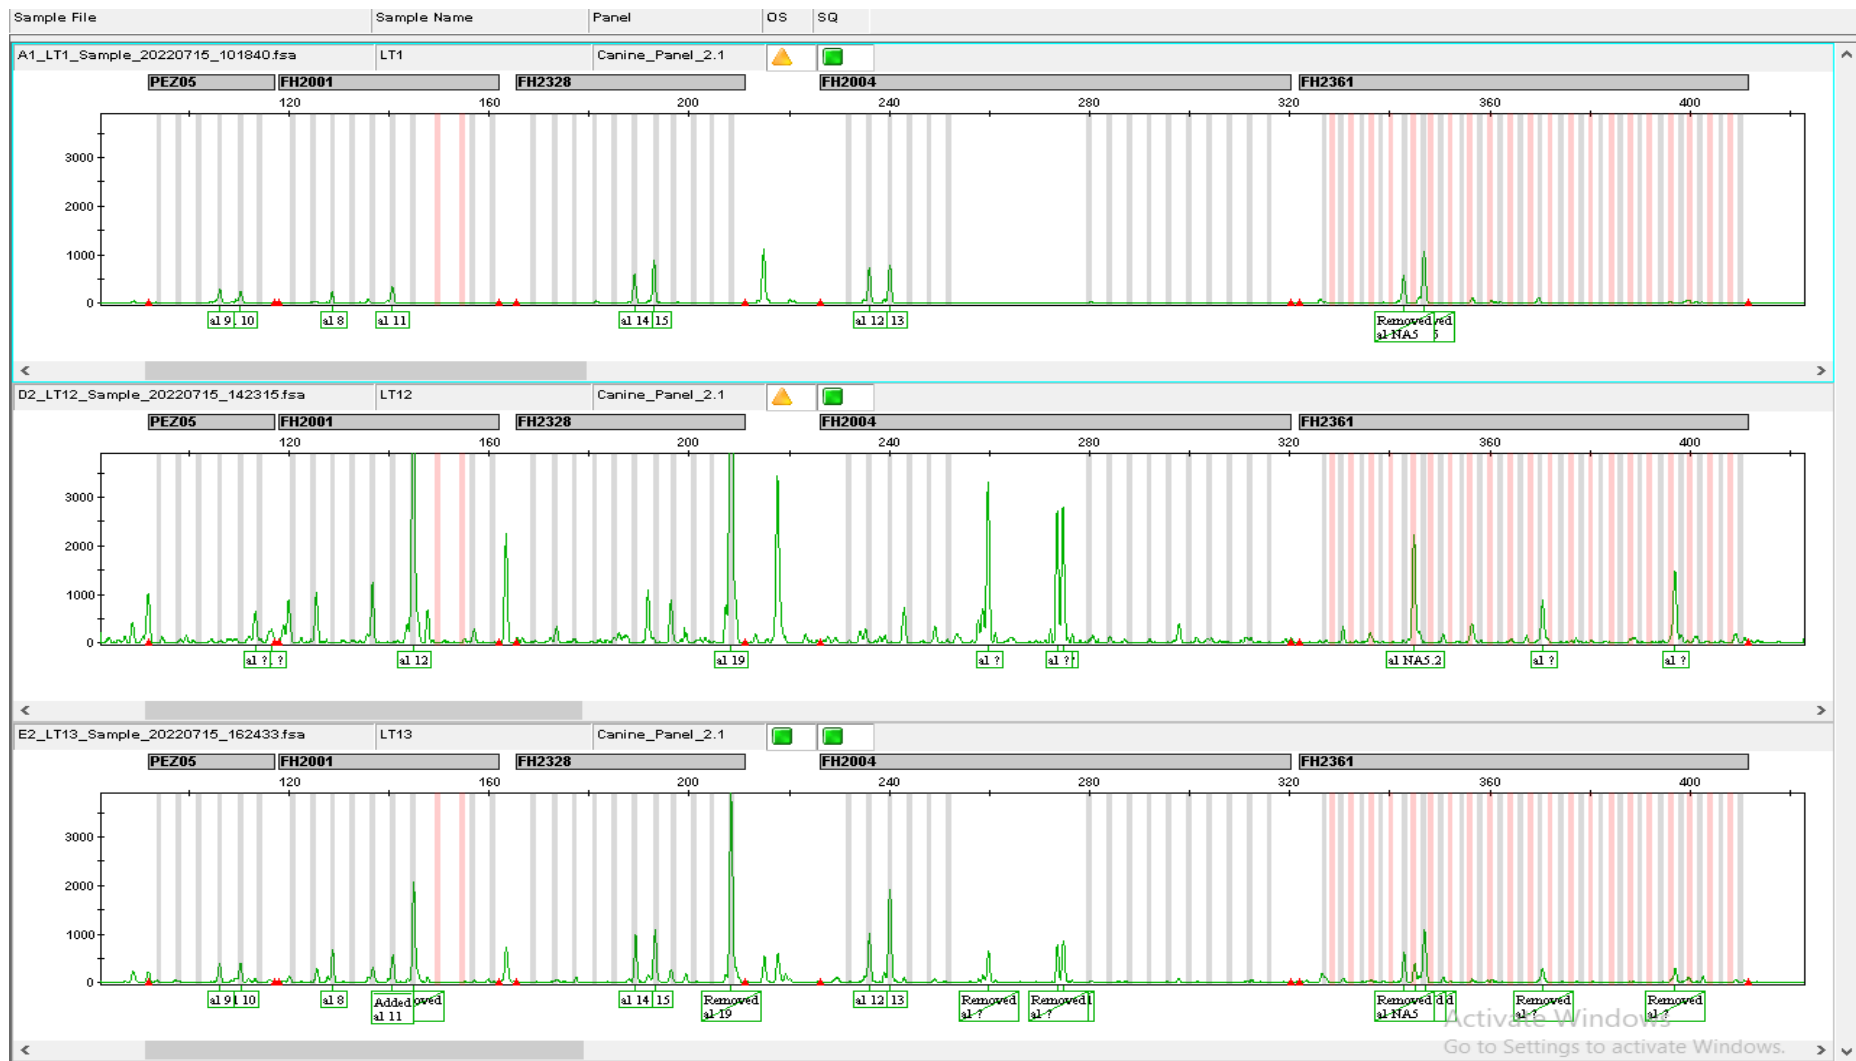 Sample File Sample Name Panel OS SQ
A1_LT1_Sample_20220715_101840.fsa LT1 Canine_Panel_2.1
PEZ05 FH2001 FH2328 FH2004 FH2361
120 160 200 240 280 320 360 400
3000
2000
1000
0
al 9 10 al 8 al 11 al 14 15 al 12 13 Removed ved
al NA5 5
D2_LT12_Sample_20220715_142315.fsa LT12 Canine_Panel_2.1
PEZ05 FH2001 FH2328 FH2004 FH2361
120 160 200 240 280 320 360 400
3000
2000
1000
0
al ? ? al 12 al 19 al ? al ? al NA5.2 al ? al ?
E2_LT13_Sample_20220715_162433.fsa LT13 Canine_Panel_2.1
PEZ05 FH2001 FH2328 FH2004 FH2361
120 160 200 240 280 320 360 400
3000
2000
1000
0
al 9 10 al 8 Added oved al 14 15 Removed al 12 13 Removed Removed Removed d d Removed Removed
al 11 al 19 al ? al ? al NA5 al ? al ?
Activate Windows
Go to Settings to activate Windows.